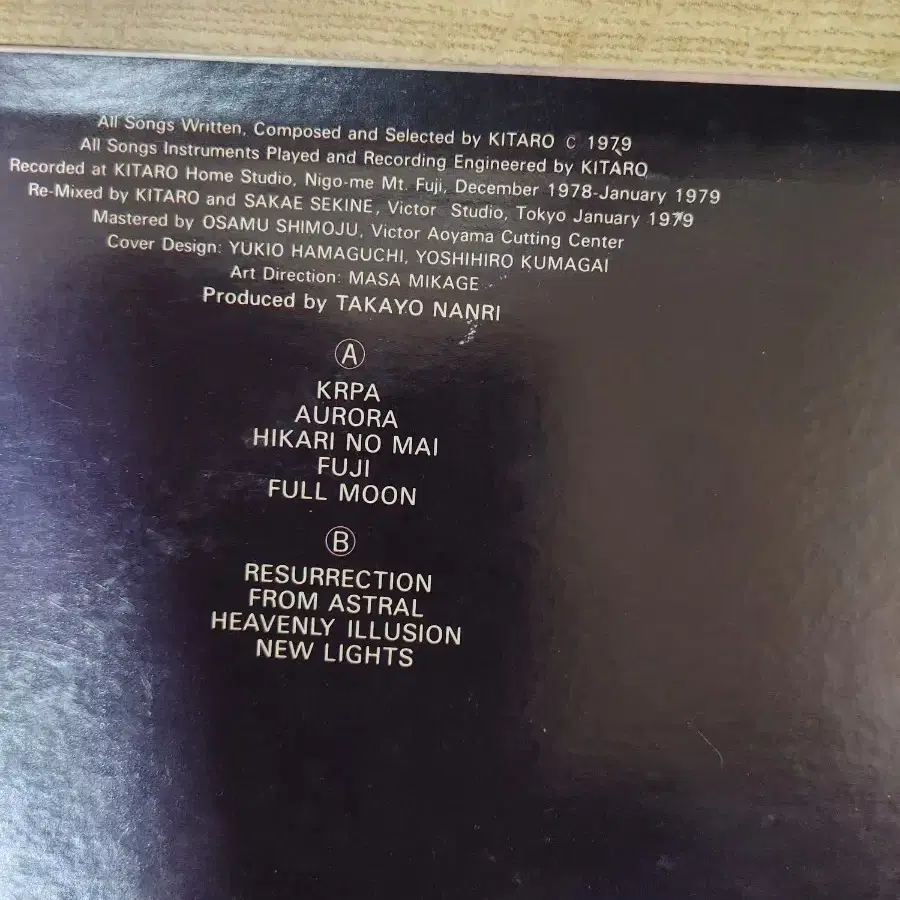 All Songs Written, Composed and Selected by KITARO C 1979
All Songs Instruments Played and Recording Engineered by KITARO
Recorded at KITARO Home Studio, Nigo-me Mt. Fuji, December 1978-January 1979
Re-Mixed by KITARO and SAKAE SEKINE, Victor Studio, Tokyo January 1979
Mastered by OSAMU SHIMOJU, Victor Aoyama Cutting Center
Cover Design: YUKIO HAMAGUCHI, YOSHIHIRO KUMAGAI
Art Direction: MASA MIKAGE
Produced by TAKAYO NANRI
Ⓐ
KRPA
AURORA
HIKARI NO MAI
FUJI
FULL MOON
Ⓑ
RESURRECTION
FROM ASTRAL
HEAVENLY ILLUSION
NEW LIGHTS